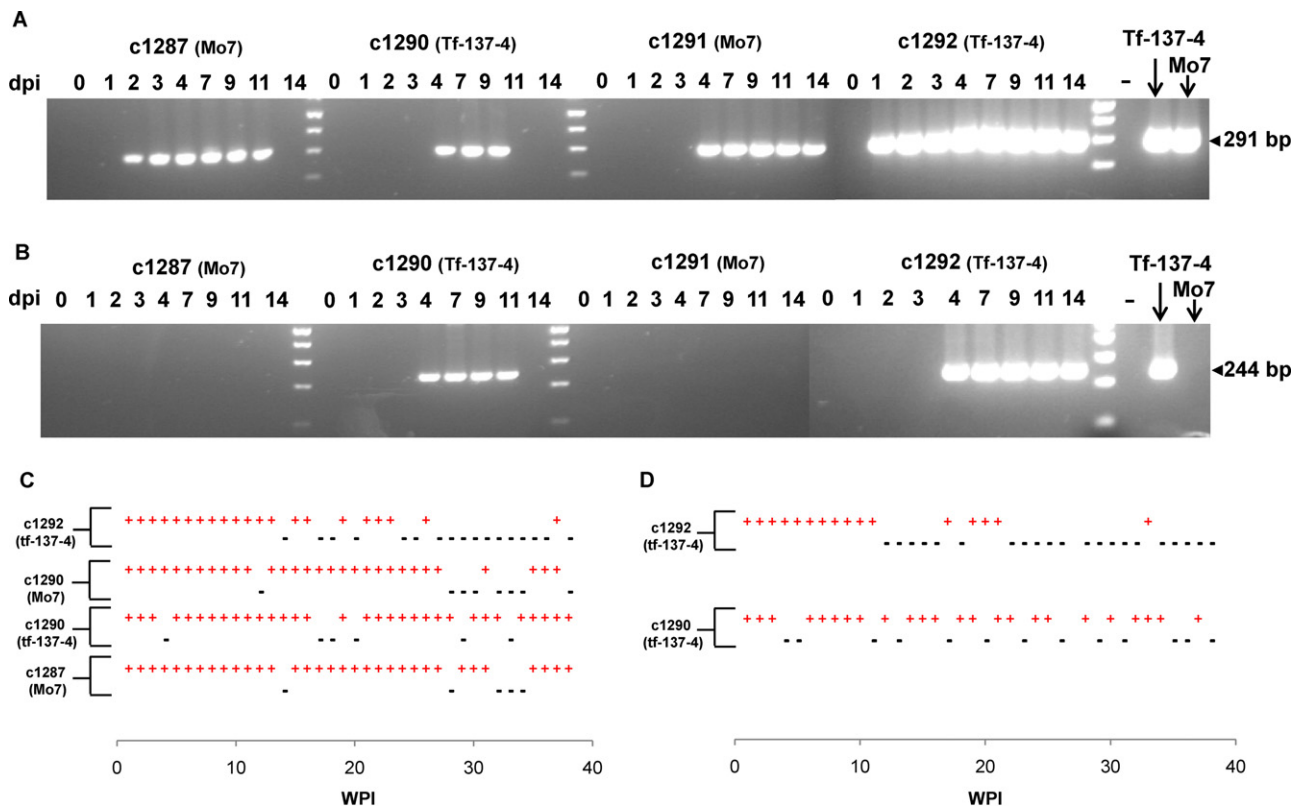 A
c1287 (Mo7) c1290 (Tf-137-4) c1291 (Mo7) c1292 (Tf-137-4) Tf-137-4
Mo7
dpi 0 1 2 3 4 7 9 11 14 0 1 2 3 4 7 9 11 14 0 1 2 3 4 7 9 11 14 0 1 2 3 4 7 9 11 14 –
291 bp
B
c1287 (Mo7) c1290 (Tf-137-4) c1291 (Mo7) c1292 (Tf-137-4) Tf-137-4
Mo7
dpi 0 1 2 3 4 7 9 11 14 0 1 2 3 4 7 9 11 14 0 1 2 3 4 7 9 11 14 0 1 2 3 4 7 9 11 14 –
244 bp
C
c1292
(tf-137-4)
c1290
(Mo7)
c1290
(tf-137-4)
c1287
(Mo7)
0 10 20 30 40
WPI
D
c1292
(tf-137-4)
c1290
(tf-137-4)
0 10 20 30 40
WPI